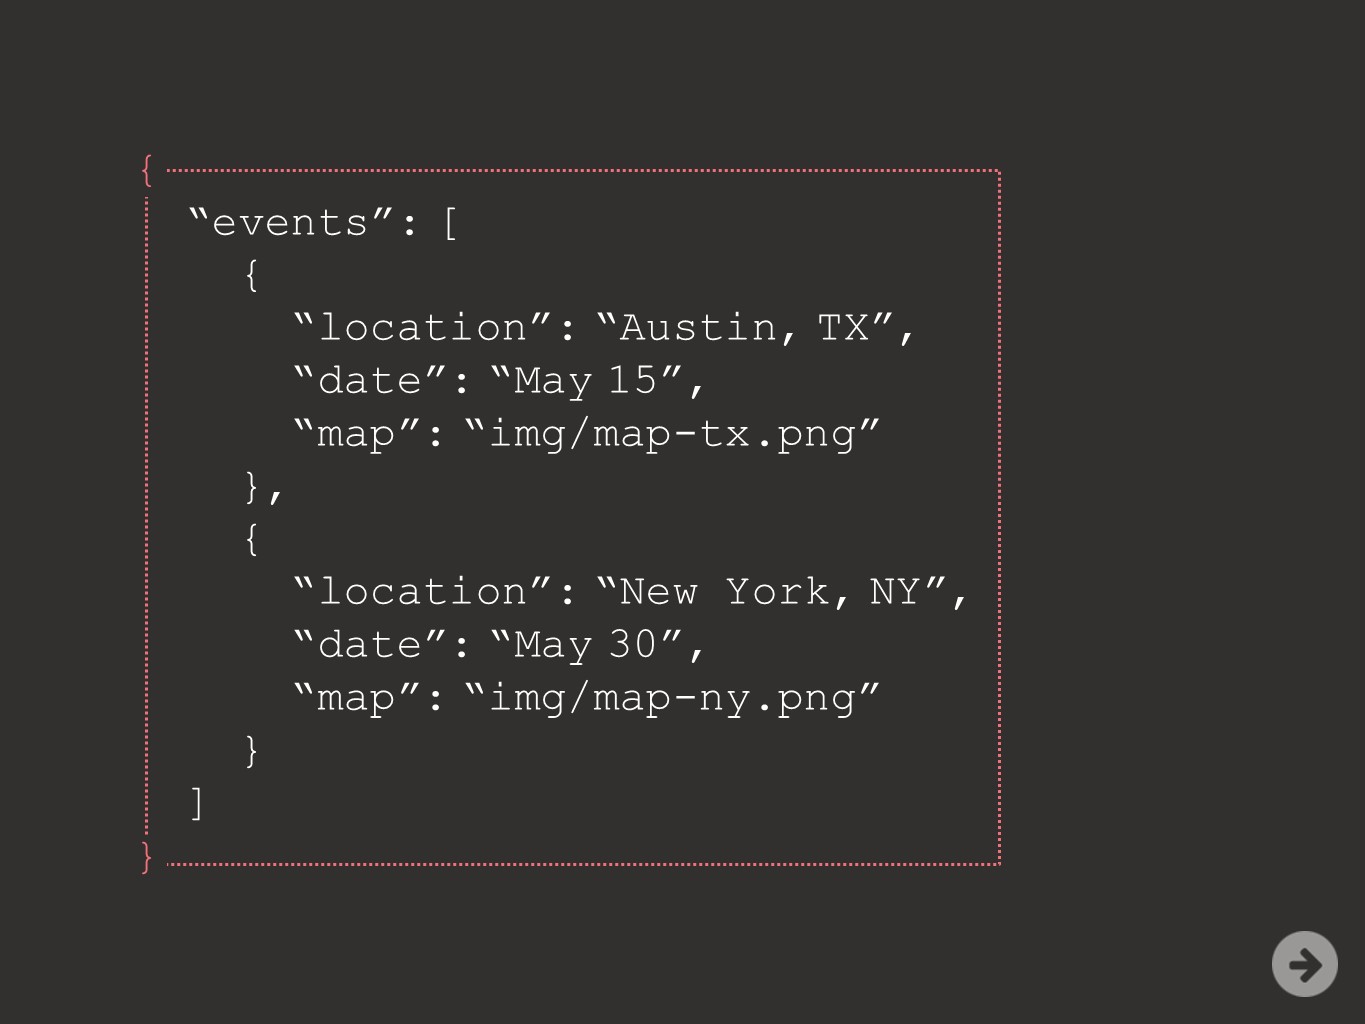 {
“events”: [
{
“location”: “Austin, TX”,
“date”: “May 15”,
“map”: “img/map-tx.png”
},
{
“location”: “New York, NY”,
“date”: “May 30”,
“map”: “img/map-ny.png”
}
]
}